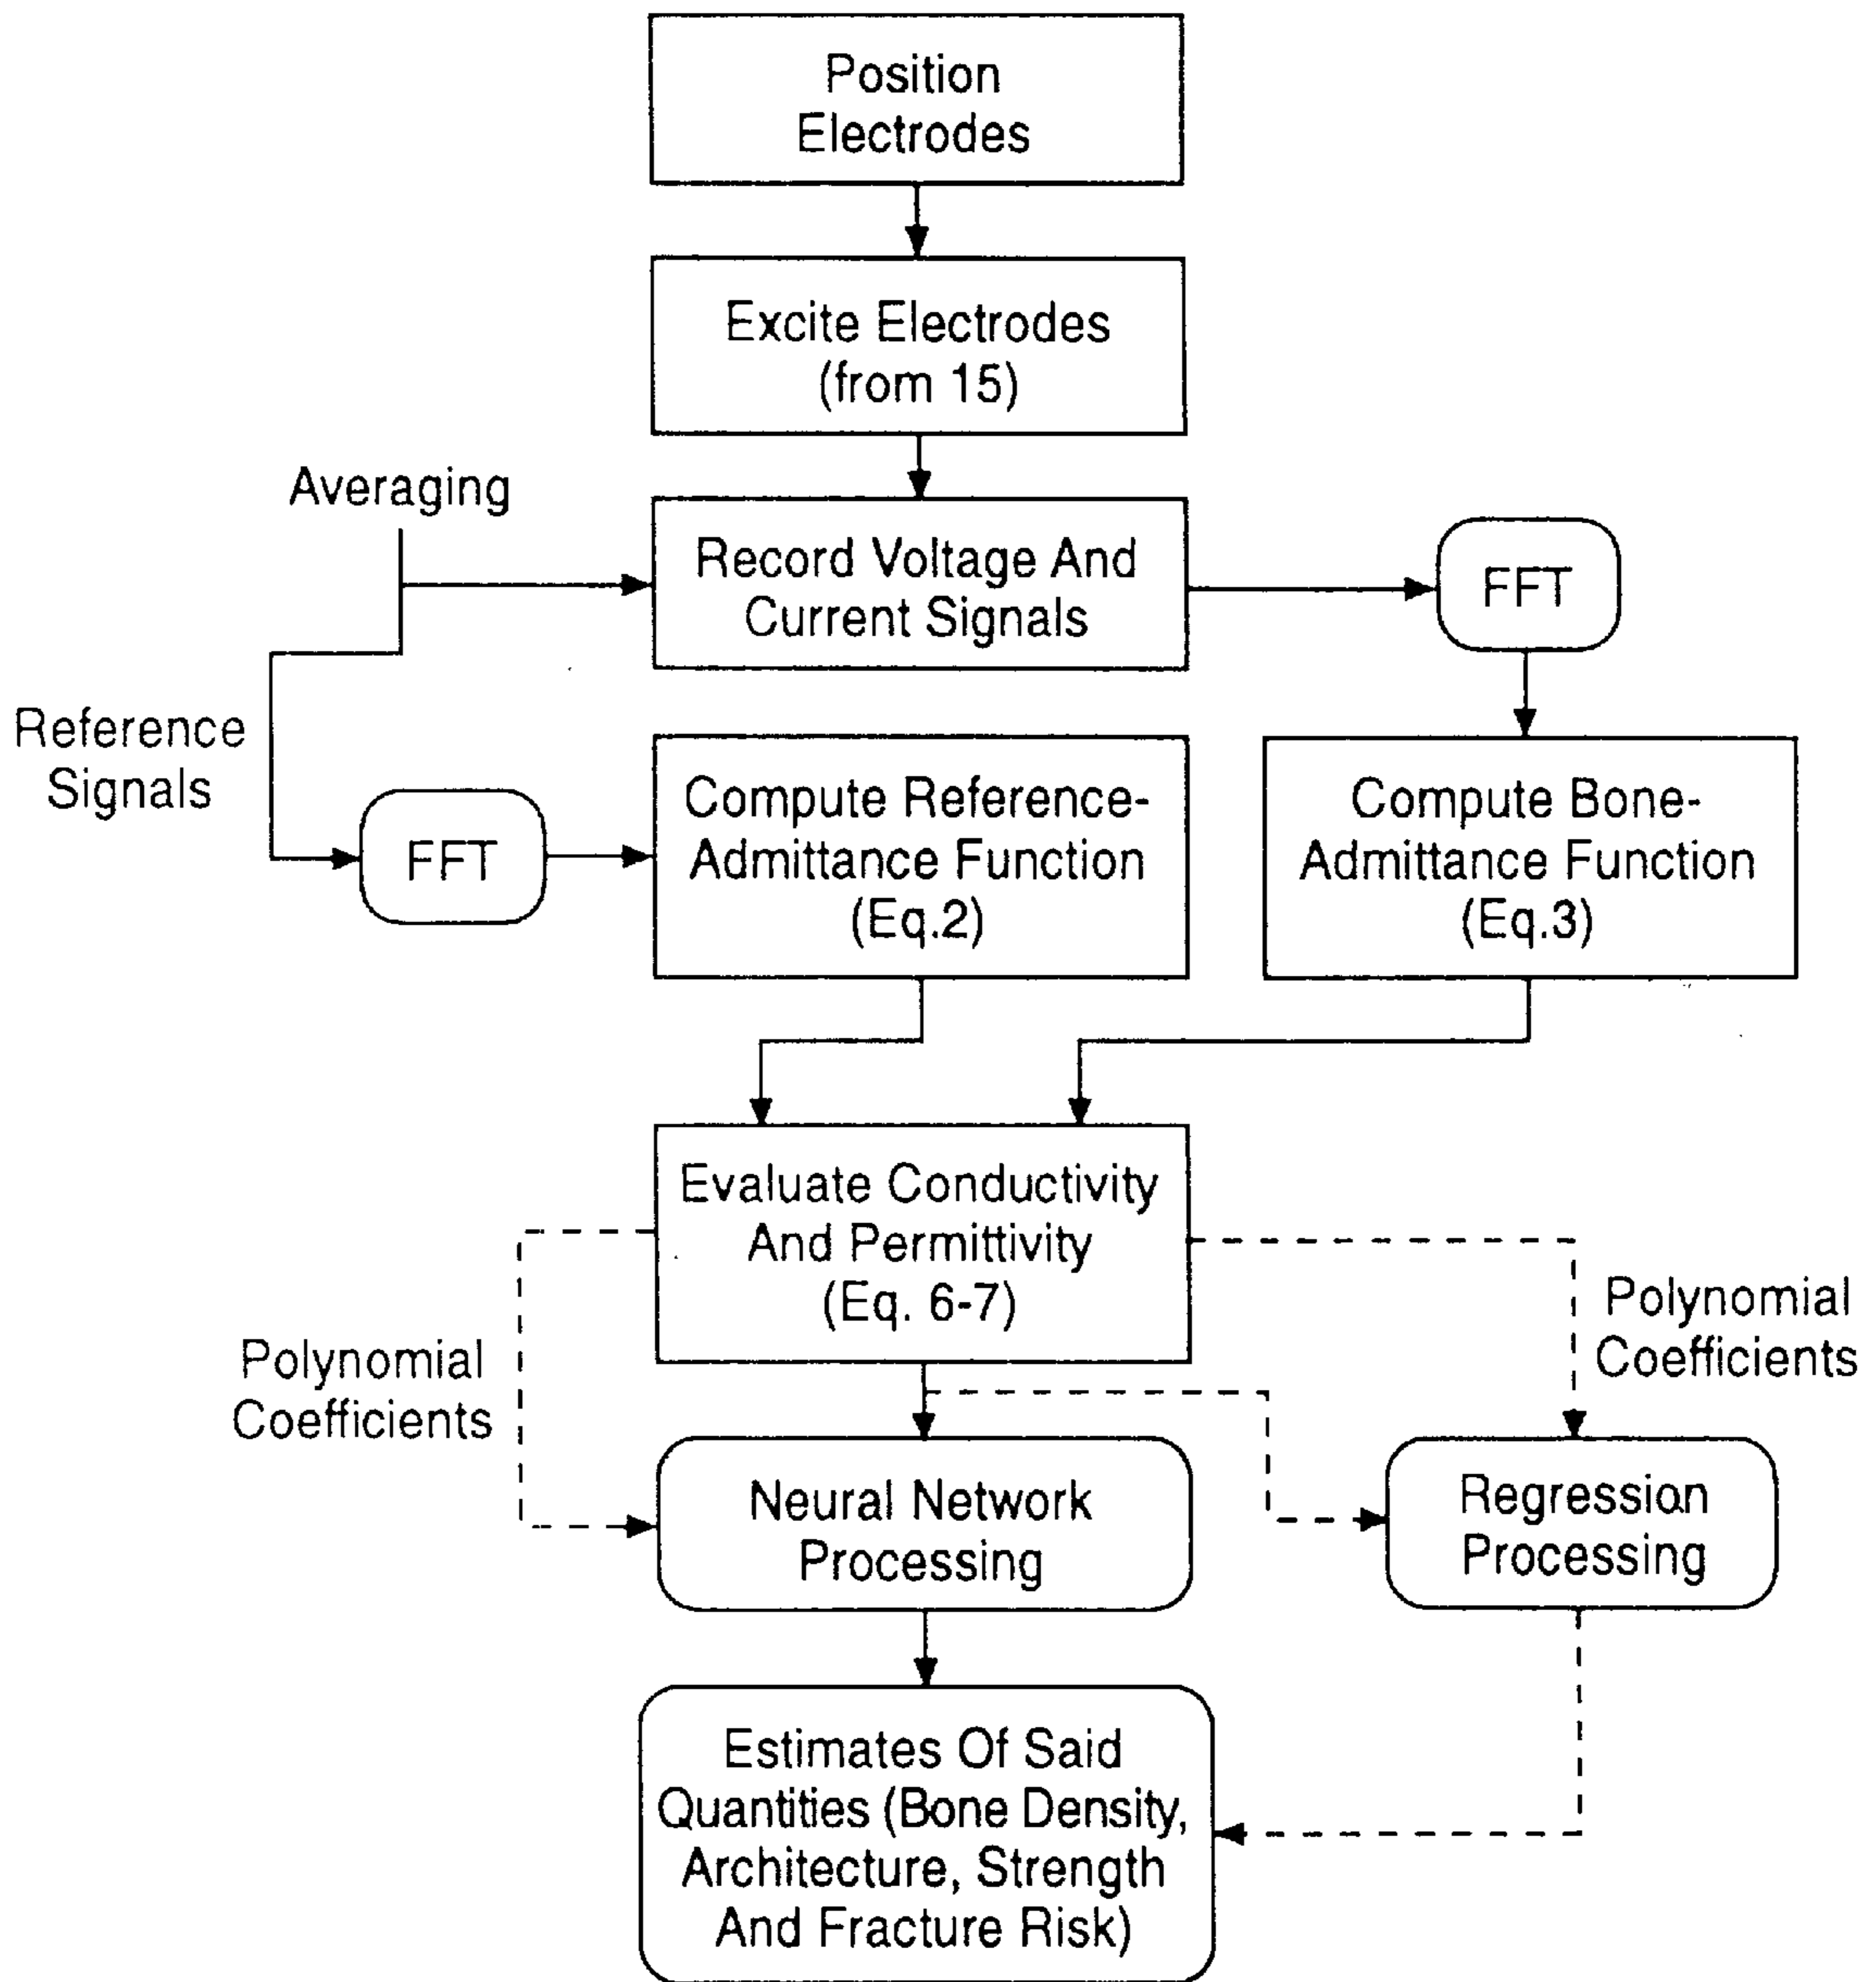 Position
Electrodes
Excite Electrodes
(from 15)
Averaging
Record Voltage And
Current Signals
FFT
Reference
Signals
FFT
Compute Reference-
Admittance Function
(Eq.2)
Compute Bone-
Admittance Function
(Eq.3)
Evaluate Conductivity
And Permittivity
(Eq. 6-7)
Polynomial
Coefficients
Polynomial
Coefficients
Neural Network
Processing
Regression
Processing
Estimates Of Said
Quantities (Bone Density,
Architecture, Strength
And Fracture Risk)